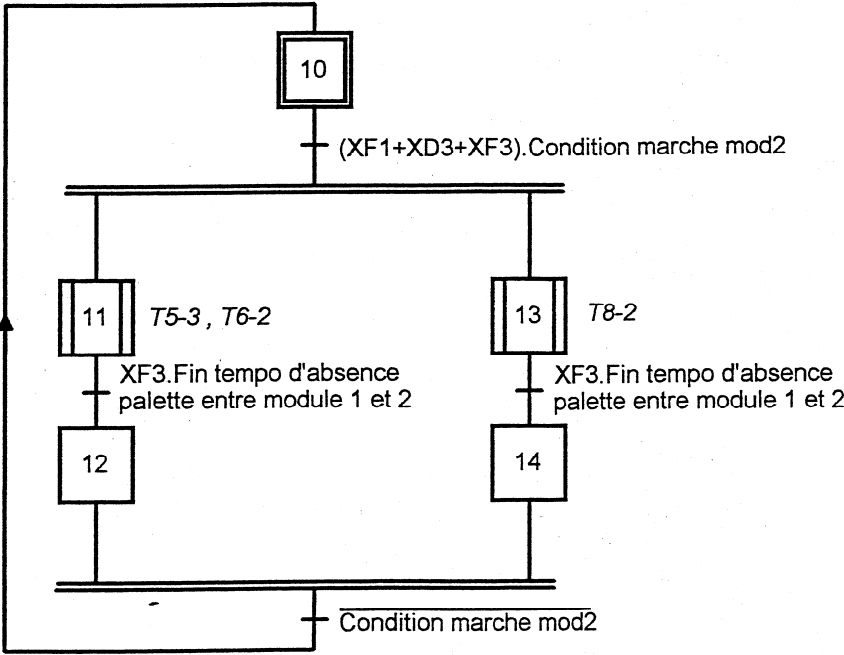 10
(XF1+XD3+XF3).Condition marche mod2
11
T5-3 , T6-2
13
T8-2
XF3.Fin tempo d'absence
palette entre module 1 et 2
XF3.Fin tempo d'absence
palette entre module 1 et 2
12
14
Condition marche mod2